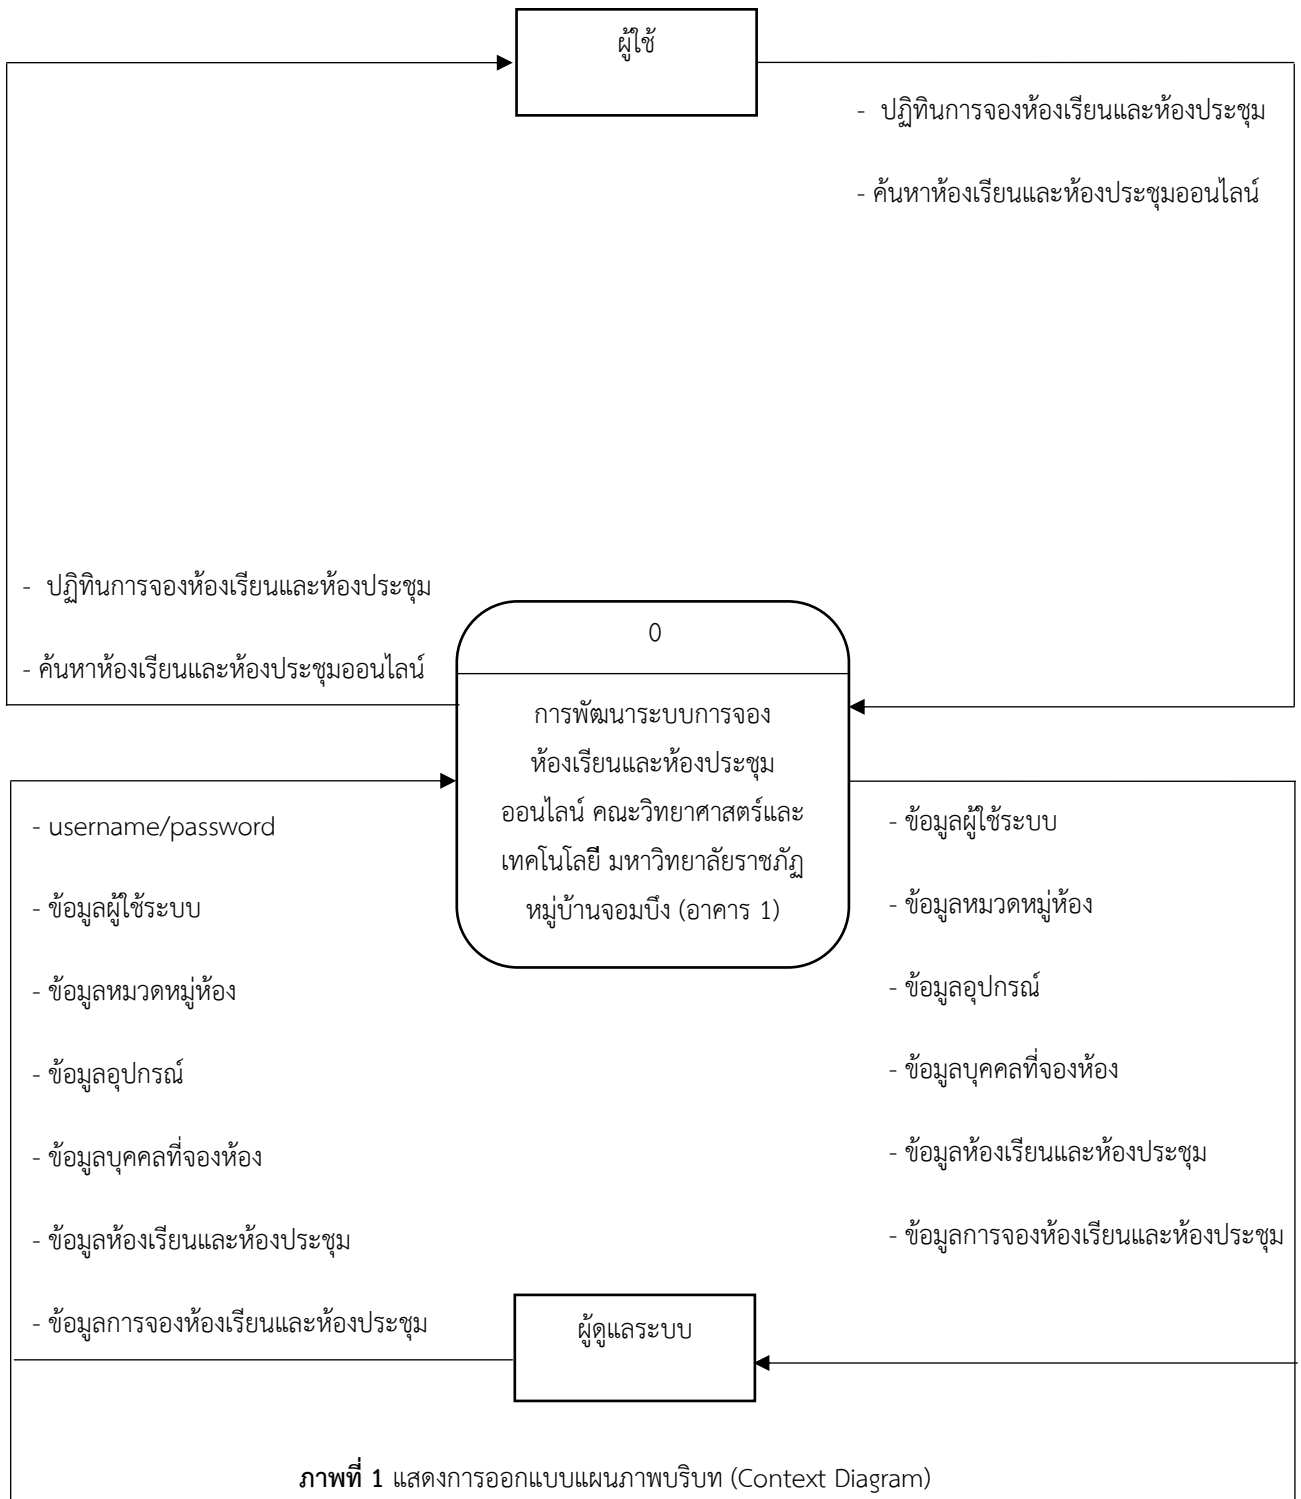 ผู้ใช้
- ปฏิทินการจองห้องเรียนและห้องประชุม
- ค้นหาห้องเรียนและห้องประชุมออนไลน์
- ปฏิทินการจองห้องเรียนและห้องประชุม
- ค้นหาห้องเรียนและห้องประชุมออนไลน์
0
การพัฒนาระบบการจอง
ห้องเรียนและห้องประชุม
ออนไลน์ คณะวิทยาศาสตร์และ
เทคโนโลยี มหาวิทยาลัยราชภัฏ
หมู่บ้านจอมบึง (อาคาร 1)
- username/password
- ข้อมูลผู้ใช้ระบบ
- ข้อมูลหมวดหมู่ห้อง
- ข้อมูลอุปกรณ์
- ข้อมูลบุคคลที่จองห้อง
- ข้อมูลห้องเรียนและห้องประชุม
- ข้อมูลการจองห้องเรียนและห้องประชุม
- ข้อมูลผู้ใช้ระบบ
- ข้อมูลหมวดหมู่ห้อง
- ข้อมูลอุปกรณ์
- ข้อมูลบุคคลที่จองห้อง
- ข้อมูลห้องเรียนและห้องประชุม
- ข้อมูลการจองห้องเรียนและห้องประชุม
ผู้ดูแลระบบ
ภาพที่ 1 แสดงการออกแบบแผนภาพบริบท (Context Diagram)